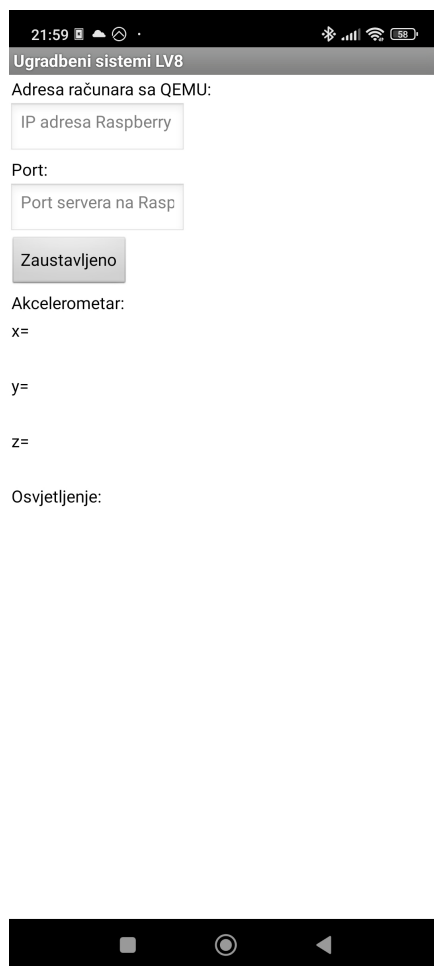 21:59
58
Ugradbeni sistemi LV8
Adresa računara sa QEMU:
IP adresa Raspberry
Port:
Port servera na Rasp
Zaustavljeno
Akcelerometar:
x=
y=
z=
Osvjetljenje: